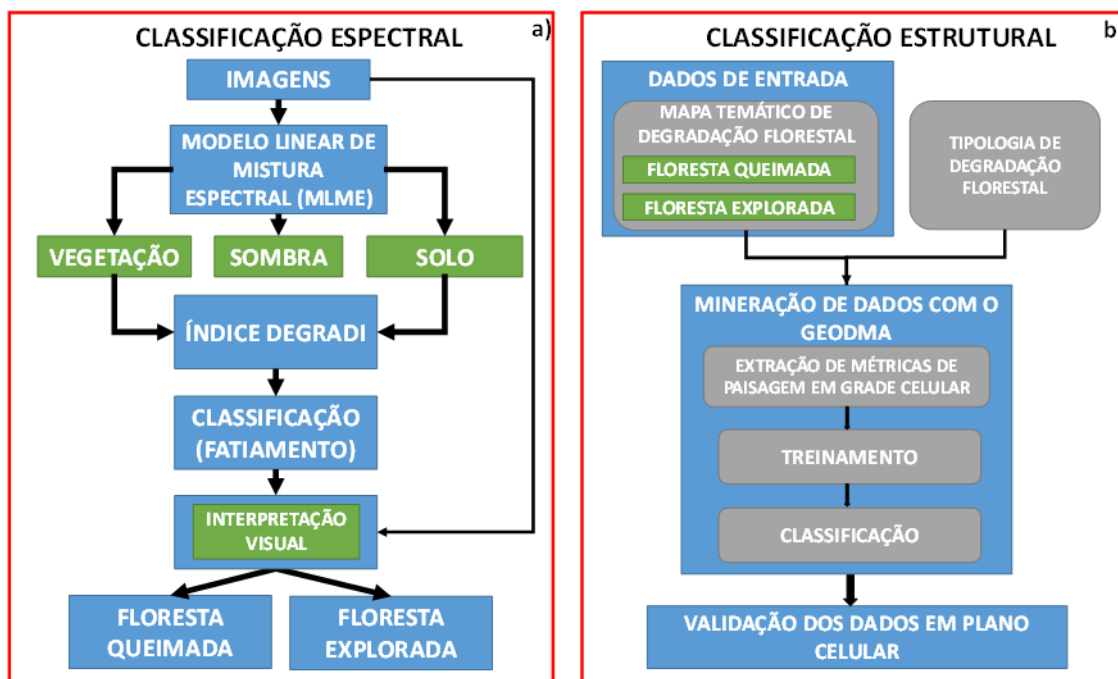 CLASSIFICAÇÃO ESPECTRAL
a)
IMAGENS
MODELO LINEAR DE
MISTURA
ESPECTRAL (MLME)
VEGETAÇÃO
SOMBRA
SOLO
ÍNDICE DEGRADI
CLASSIFICAÇÃO
(FATIAMENTO)
INTERPRETAÇÃO
VISUAL
FLORESTA
QUEIMADA
FLORESTA
EXPLORADA
CLASSIFICAÇÃO ESTRUTURAL
b
DADOS DE ENTRADA
MAPA TEMÁTICO DE
DEGRADAÇÃO FLORESTAL
FLORESTA QUEIMADA
FLORESTA EXPLORADA
TIPOLOGIA DE
DEGRADAÇÃO
FLORESTAL
MINERAÇÃO DE DADOS COM O
GEODMA
EXTRAÇÃO DE MÉTRICAS DE
PAISAGEM EM GRADE CELULAR
TREINAMENTO
CLASSIFICAÇÃO
VALIDAÇÃO DOS DADOS EM PLANO
CELULAR